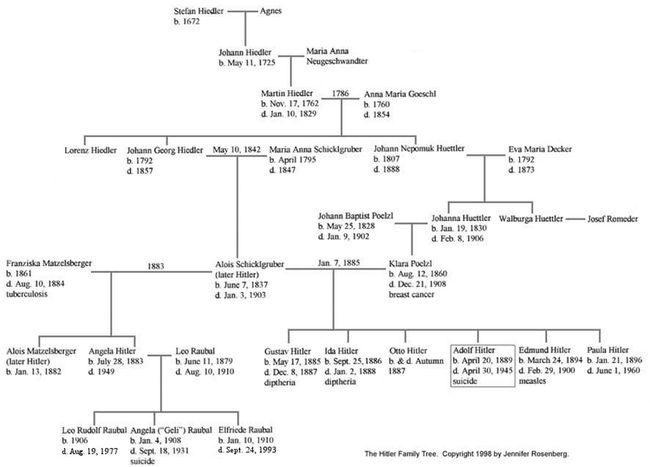 Stefan Hiedler
b. 1672
Agnes
Johann Hiedler
b. May 11, 1725
Maria Anna
Neugeschwandter
Martin Hiedler
b. Nov. 17, 1762
d. Jan. 10, 1829
1786
Anna Maria Goeschl
b. 1760
d. 1854
Lorenz Hiedler
Johann Georg Hiedler
b. 1792
d. 1857
May 10, 1842
Maria Anna Schicklgruber
b. April 1795
d. 1847
Johann Nepomuk Huettler
b. 1807
d. 1888
Eva Maria Decker
b. 1792
d. 1873
Johann Baptist Poelzl
b. May 25, 1828
d. Jan. 9, 1902
Johanna Huettler
b. Jan. 19, 1830
d. Feb. 8, 1906
Walburga Huettler
Josef Romeder
Franziska Matzelsberger
b. 1861
d. Aug. 10, 1884
tuberculosis
1883
Alois Schicklgruber
(later Hitler)
b. June 7, 1837
d. Jan. 3, 1903
Jan. 7, 1885
Klara Poelzl
b. Aug. 12, 1860
d. Dec. 21, 1908
breast cancer
Alois Matzelsberger
(later Hitler)
b. Jan. 13, 1882
Angela Hitler
b. July 28, 1883
d. 1949
Leo Raubal
b. June 11, 1879
d. Aug. 10, 1910
Gustav Hitler
b. May 17, 1885
d. Dec. 8, 1887
diptheria
Ida Hitler
b. Sept. 25,1886
d. Jan. 2, 1888
diptheria
Otto Hitler
b. & d. Autumn
1887
Adolf Hitler
b. April 20, 1889
d. April 30, 1945
suicide
Edmund Hitler
b. March 24, 1894
d. Feb. 29, 1900
measles
Paula Hitler
b. Jan. 21, 1896
d. June 1, 1960
Leo Rudolf Raubal
b. 1906
d. Aug 19, 1977
Angela ("Geli") Raubal
b. Jan. 4, 1908
d. Sept. 18, 1931
suicide
Elfriede Raubal
b. Jan. 10, 1910
d. Sept. 24, 1993
The Hitler Family Tree. Copyright 1998 by Jennifer Rosenberg.